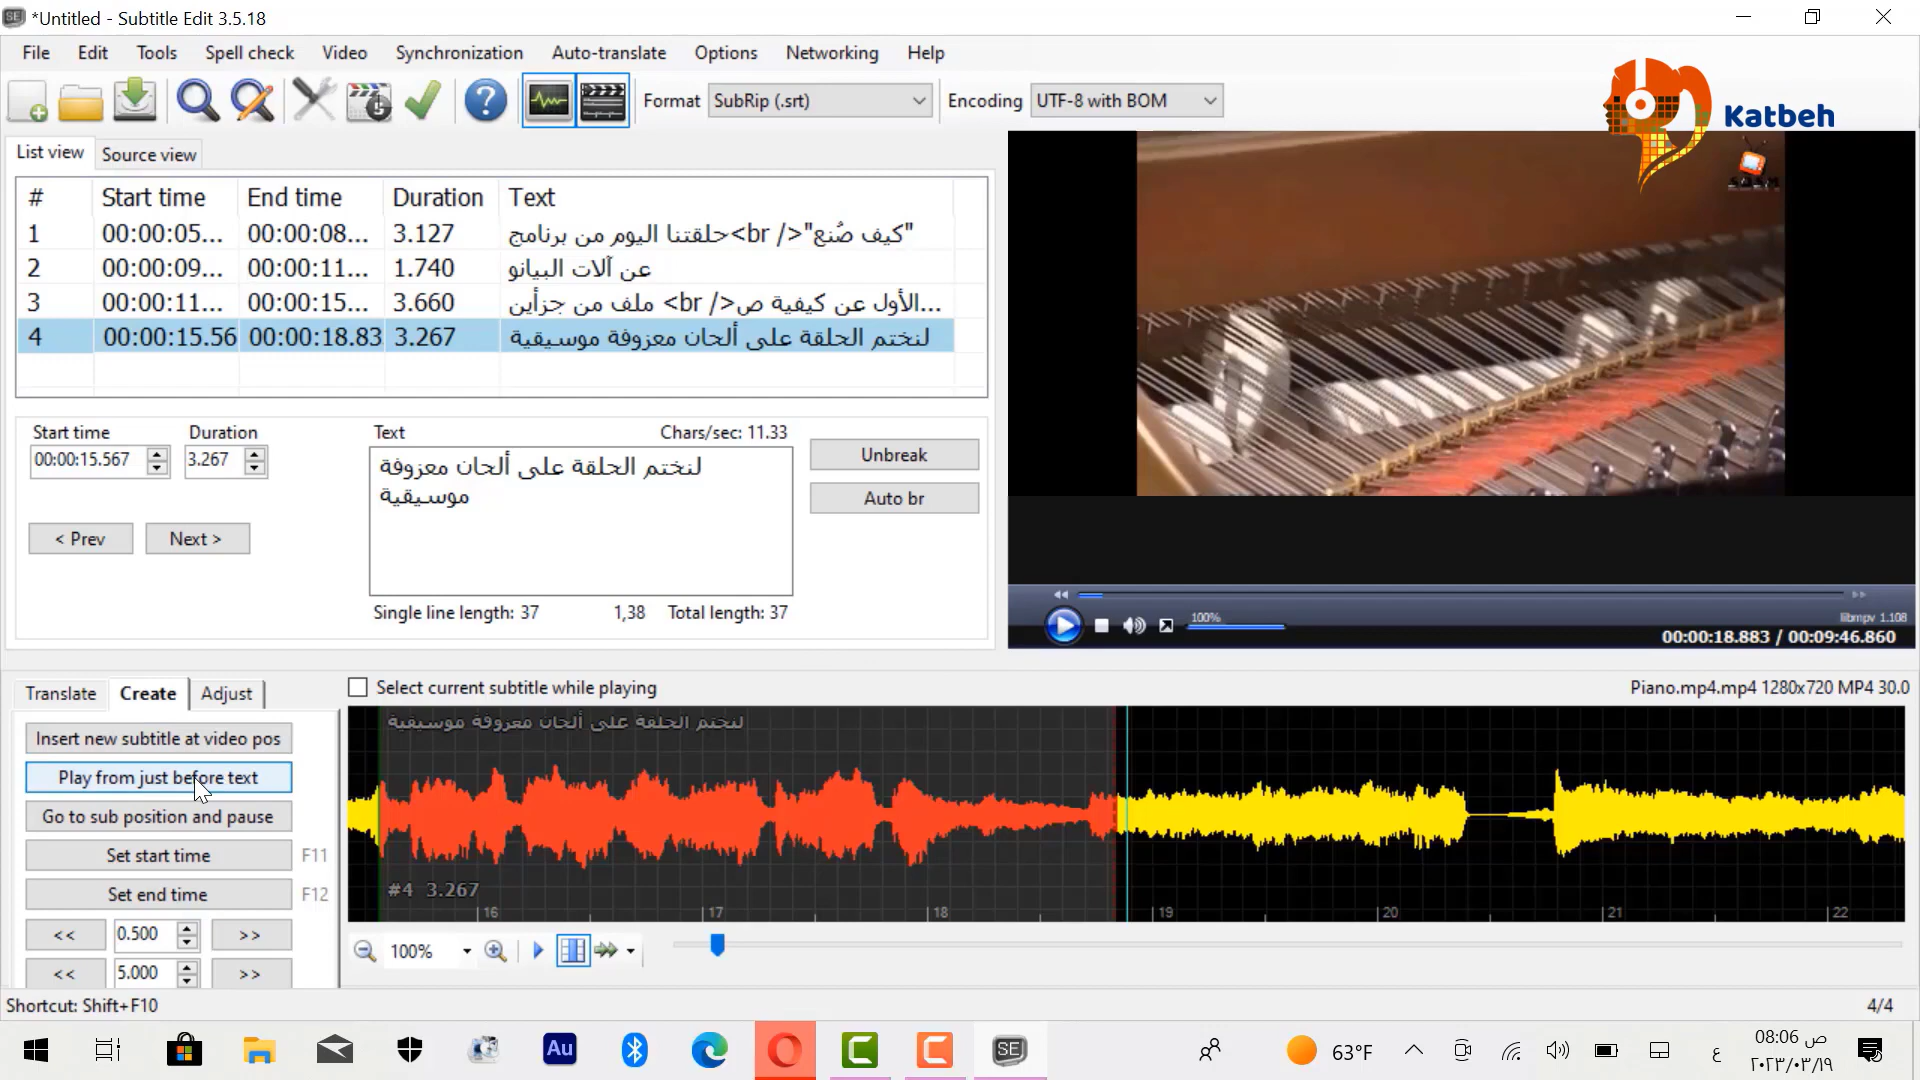 *Untitled - Subtitle Edit 3.5.18
File Edit Tools Spell check Video Synchronization Auto-translate Options Networking Help
Format SubRip (.srt) Encoding UTF-8 with BOM
Katbeh
List view Source view
# Start time End time Duration Text
1 00:00:05... 00:00:08... 3.127 حلقتنا اليوم من برنامج<br />"كيف صُنع"
2 00:00:09... 00:00:11... 1.740 عن آلات البيانو
3 00:00:11... 00:00:15... 3.660 ملف من جزأين <br />الأول عن كيفية ص...
4 00:00:15.56 00:00:18.83 3.267 لنختم الحلقة على ألحان معزوفة موسيقية
Start time Duration Text Chars/sec: 11.33
00:00:15.567 3.267
لنختم الحلقة على ألحان معزوفة
موسيقية
Unbreak
Auto br
< Prev Next >
Single line length: 37 1,38 Total length: 37
100%
libmpv 1.108
00:00:18.883 / 00:09:46.860
Translate Create Adjust
Select current subtitle while playing Piano.mp4.mp4 1280x720 MP4 30.0
Insert new subtitle at video pos
Play from just before text
Go to sub position and pause
Set start time F11
Set end time F12
<< 0.500 >>
<< 5.000 >>
لنختم الحلقة على ألحان معزوفة موسيقية
#4 3.267
16 17 18 19 20 21 22
100%
Shortcut: Shift+F10 4/4
Au SE 63°F ع
08:06 ص
٢٠٢٣/٠٣/١٩